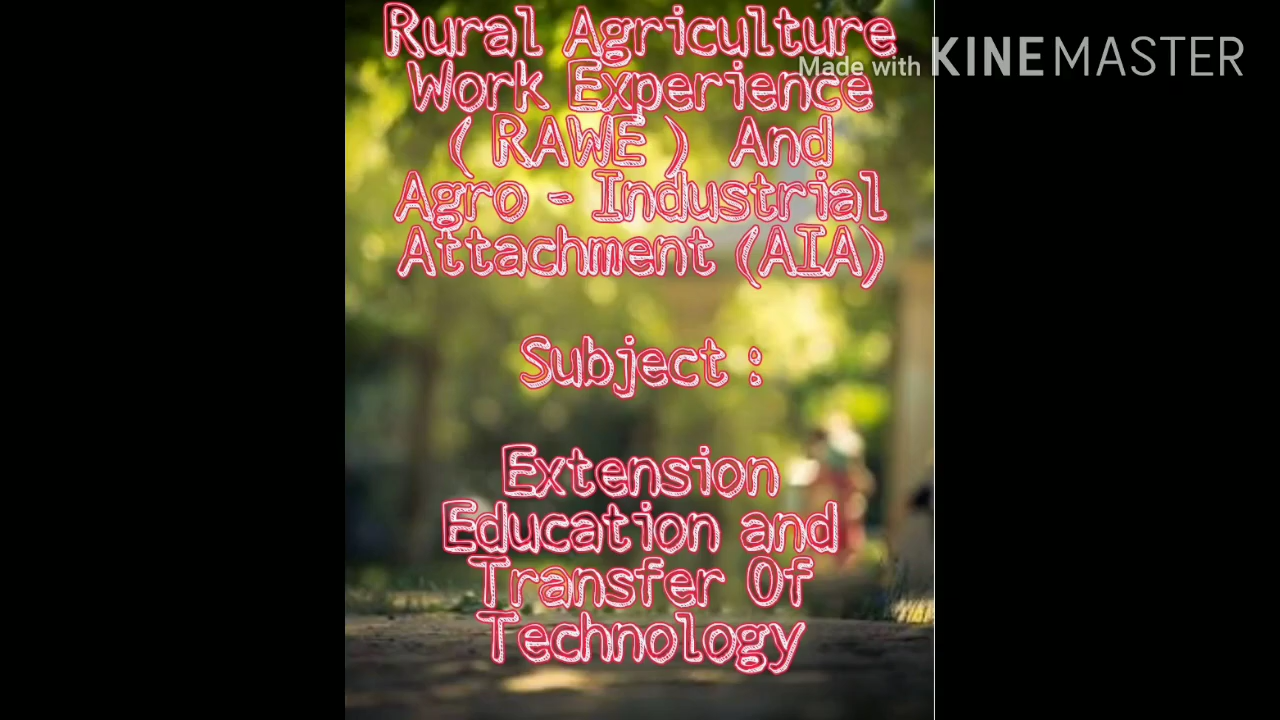 Rural Agriculture
Made with KINEMASTER
Work Experience
( RAWE ) And
Agro - Industrial
Attachment (AIA)
Subject :
Extension
Education and
Transfer Of
Technology